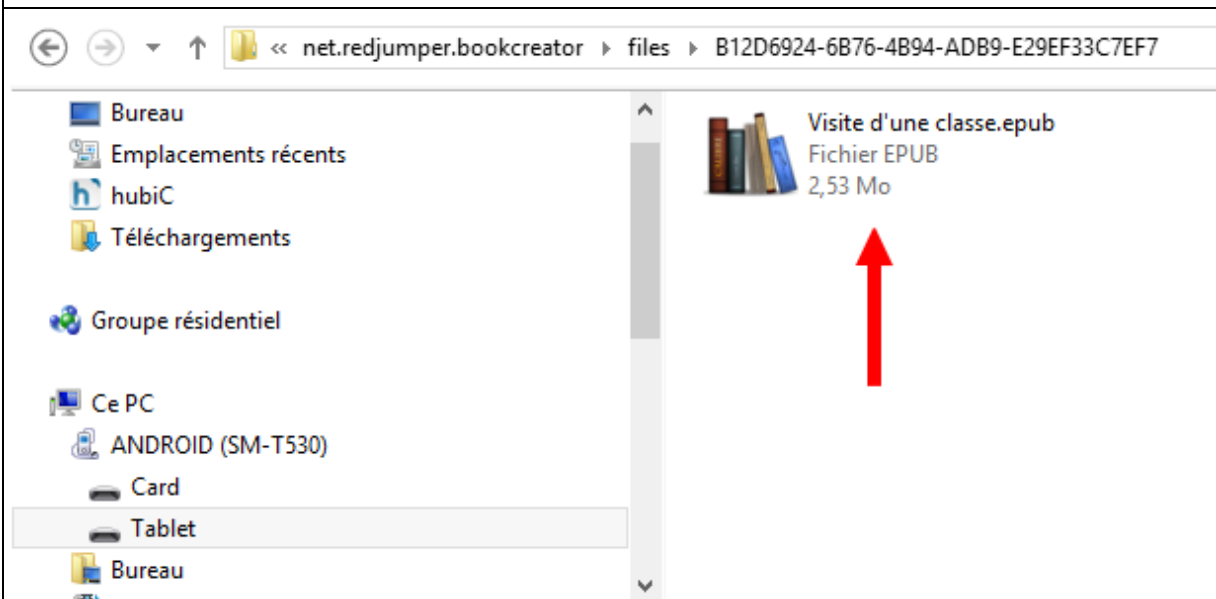 « net.redjumper.bookcreator ▸ files ▸ B12D6924-6B76-4B94-ADB9-E29EF33C7EF7
Bureau
Emplacements récents
hubiC
Téléchargements
Groupe résidentiel
Ce PC
ANDROID (SM-T530)
Card
Tablet
Bureau
Visite d'une classe.epub
Fichier EPUB
2,53 Mo